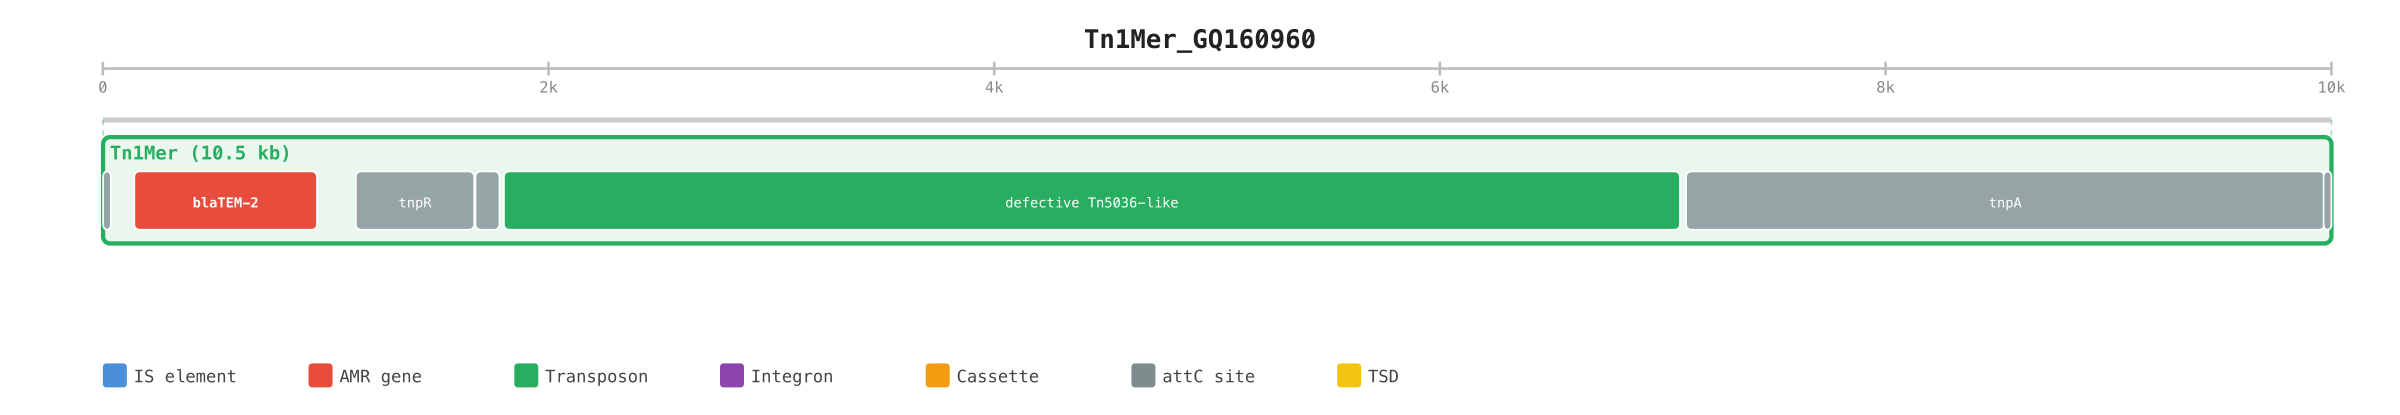 Tn1Mer_GQ160960
0 2k 4k 6k 8k 10k
Tn1Mer (10.5 kb)
blaTEM-2 tnpR defective Tn5036-like tnpA
IS element AMR gene Transposon Integron Cassette attC site TSD